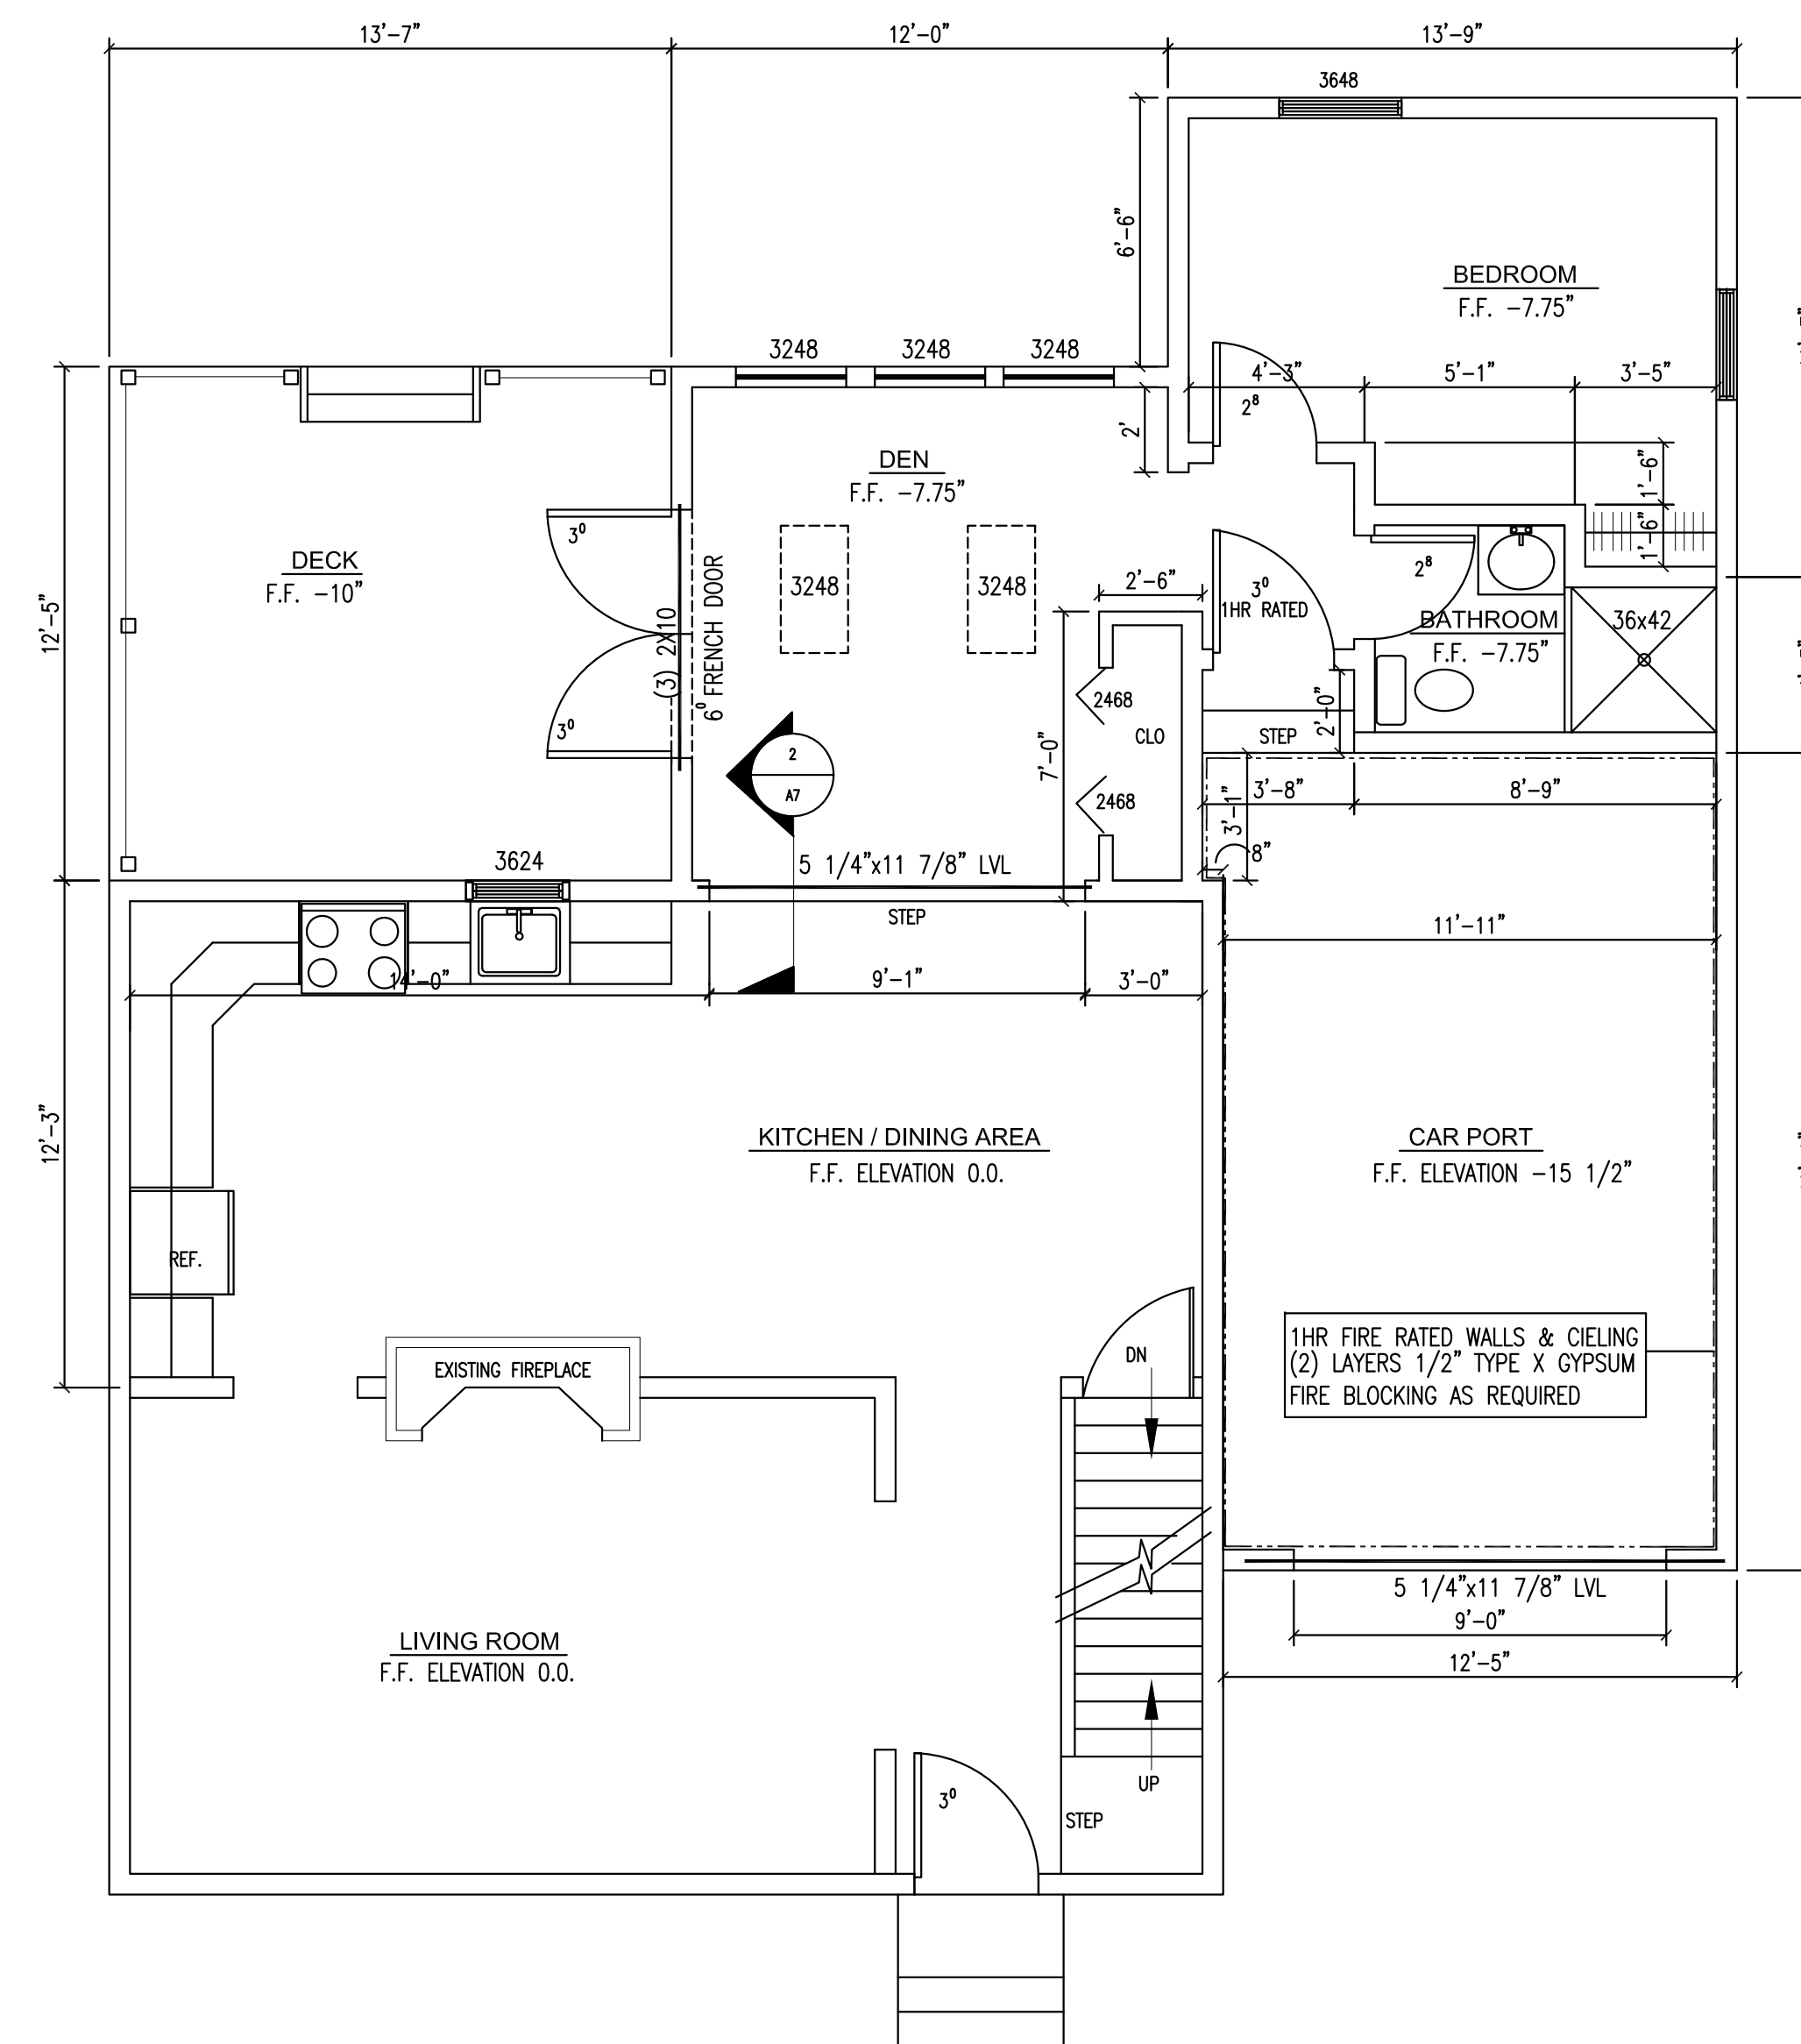 13'-7"
12'-0"
13'-9"
3648
6'-6"
BEDROOM
F.F. -7.75"
3248
3248
3248
4'-3"
5'-1"
3'-5"
2⁸
2'
DEN
F.F. -7.75"
1'-6"
1'-6"
DECK
F.F. -10"
3⁰
3⁰
(3) 2X10
6⁰ FRENCH DOOR
3248
3248
2'-6"
3⁰
1HR RATED
2⁸
BATHROOM
F.F. -7.75"
36x42
12'-5"
2468
2468
CLO
7'-0"
STEP
2'-0"
2
A7
3'-8"
8'-9"
3'-1"
8"
3624
5 1/4"x11 7/8" LVL
STEP
11'-11"
14'-0"
9'-1"
3'-0"
12'-3"
KITCHEN / DINING AREA
F.F. ELEVATION 0.0.
CAR PORT
F.F. ELEVATION -15 1/2"
REF.
EXISTING FIREPLACE
DN
1HR FIRE RATED WALLS & CIELING
(2) LAYERS 1/2" TYPE X GYPSUM
FIRE BLOCKING AS REQUIRED
5 1/4"x11 7/8" LVL
9'-0"
12'-5"
LIVING ROOM
F.F. ELEVATION 0.0.
UP
3⁰
STEP